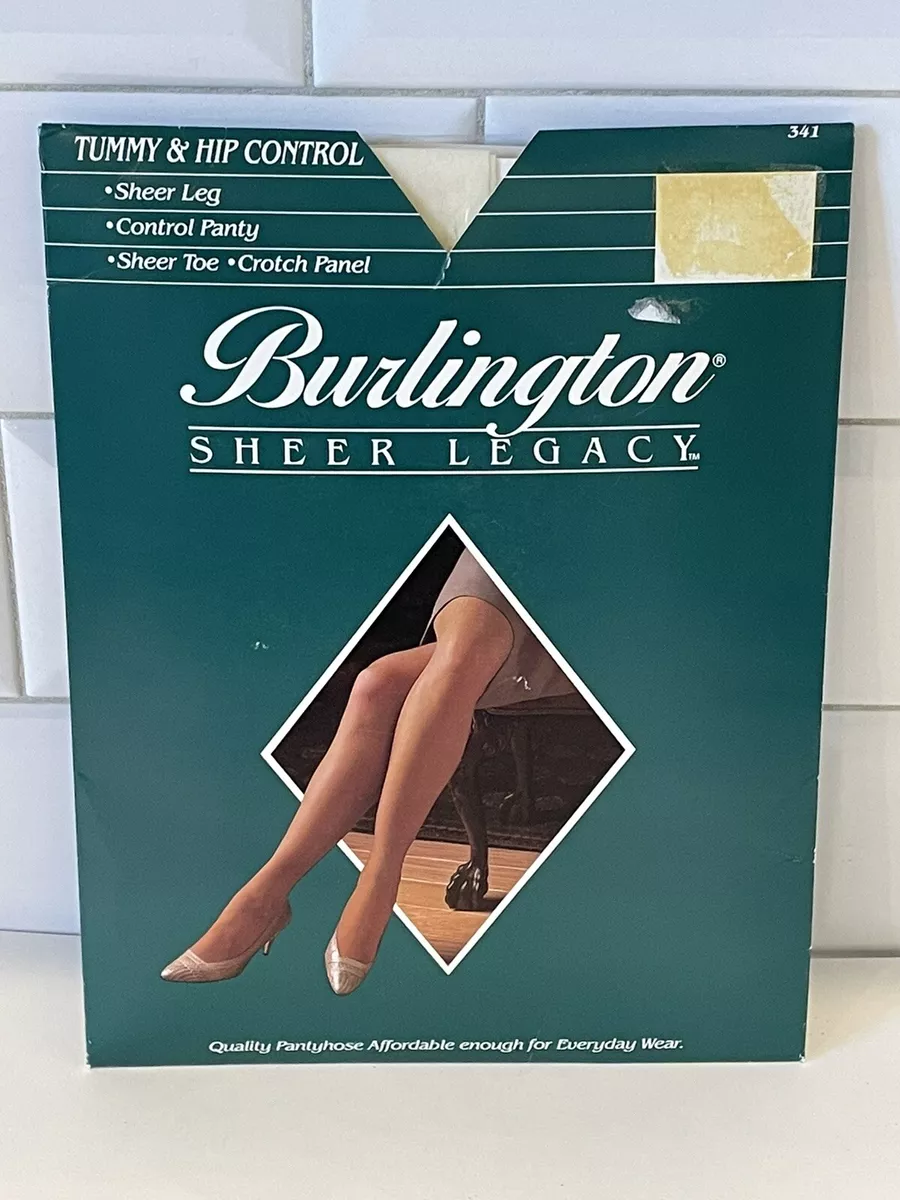 TUMMY & HIP CONTROL
341
•Sheer Leg
•Control Panty
•Sheer Toe •Crotch Panel
Burlington®
SHEER LEGACY™
Quality Pantyhose Affordable enough for Everyday Wear.